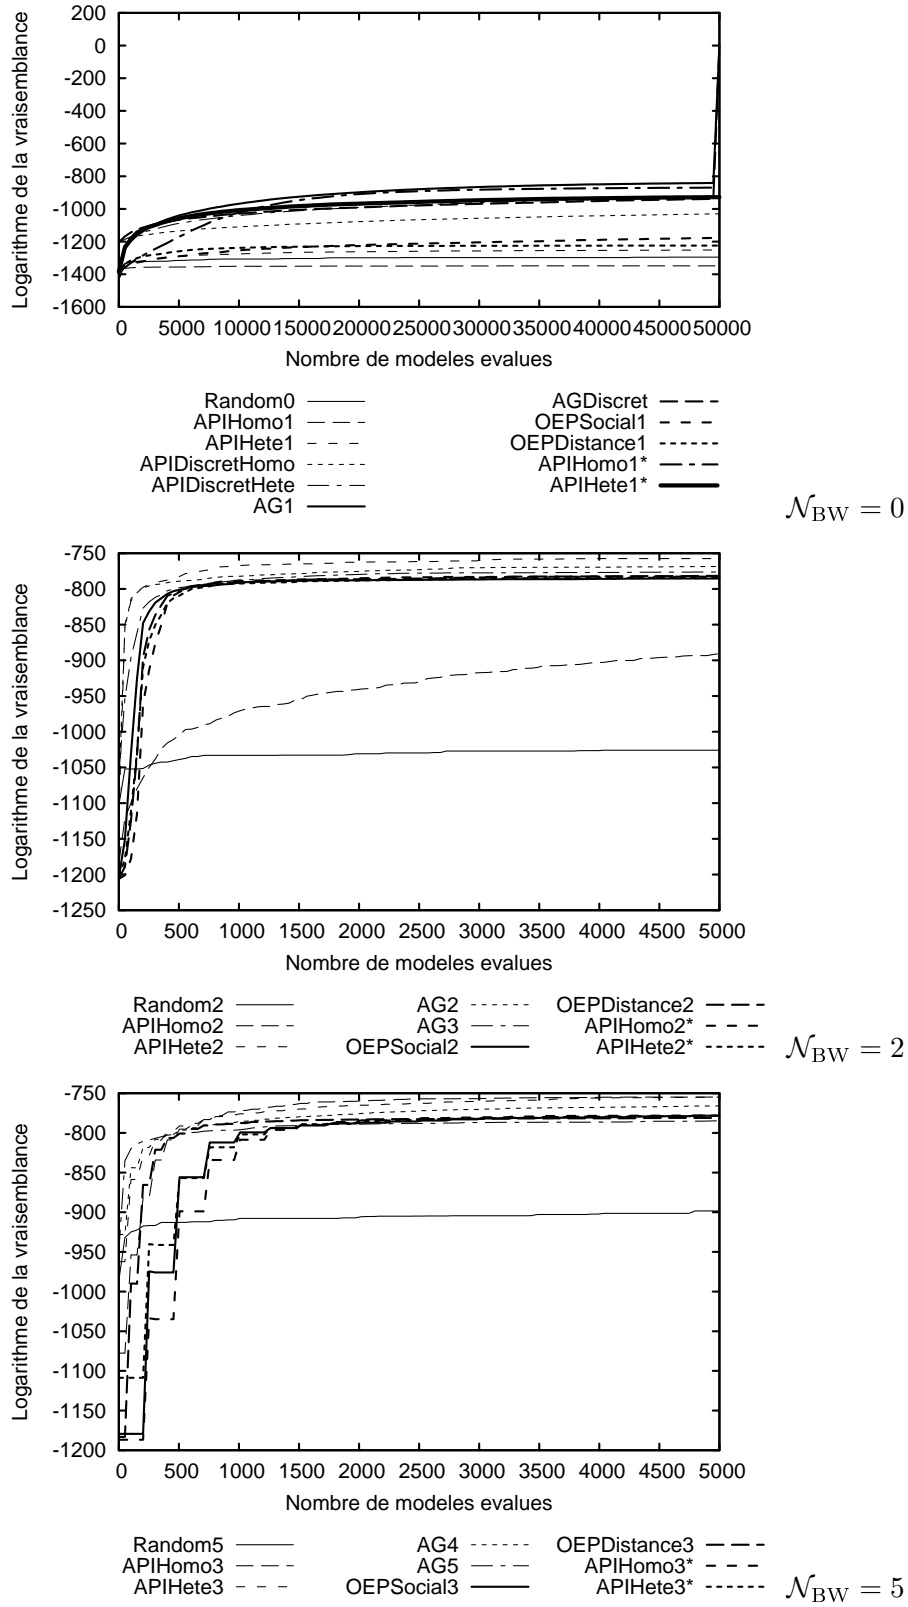 200
0
-200
-400
-600
-800
-1000
-1200
-1400
-1600
Logarithme de la vraisemblance
0 5000 10000 15000 20000 25000 30000 35000 40000 45000 50000
Nombre de modeles evalues
Random0
APIHomo1
APIHete1
APIDiscretHomo
APIDiscretHete
AG1
AGDiscret
OEPSocial1
OEPDistance1
APIHomo1*
APIHete1*
𝒩BW = 0
-750
-800
-850
-900
-950
-1000
-1050
-1100
-1150
-1200
-1250
Logarithme de la vraisemblance
0 500 1000 1500 2000 2500 3000 3500 4000 4500 5000
Nombre de modeles evalues
Random2
APIHomo2
APIHete2
AG2
AG3
OEPSocial2
OEPDistance2
APIHomo2*
APIHete2*
𝒩BW = 2
-750
-800
-850
-900
-950
-1000
-1050
-1100
-1150
-1200
Logarithme de la vraisemblance
0 500 1000 1500 2000 2500 3000 3500 4000 4500 5000
Nombre de modeles evalues
Random5
APIHomo3
APIHete3
AG4
AG5
OEPSocial3
OEPDistance3
APIHomo3*
APIHete3*
𝒩BW = 5